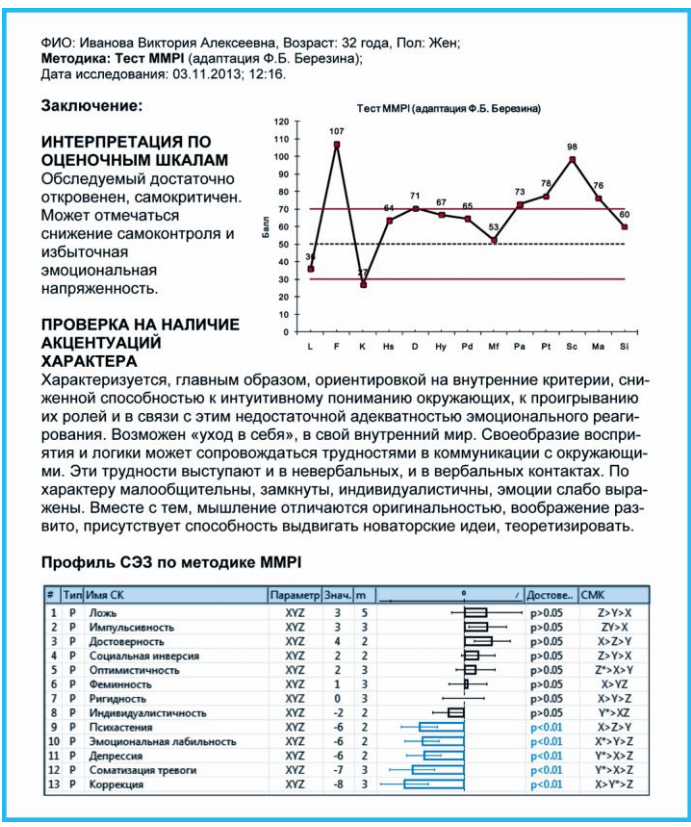 ФИО: Иванова Виктория Алексеевна, Возраст: 32 года, Пол: Жен;
Методика: Тест MMPI (адаптация Ф.Б. Березина);
Дата исследования: 03.11.2013; 12:16.
Заключение:
ИНТЕРПРЕТАЦИЯ ПО
ОЦЕНОЧНЫМ ШКАЛАМ
Обследуемый достаточно
откровенен, самокритичен.
Может отмечаться
снижение самоконтроля и
избыточная
эмоциональная
напряженность.
Тест MMPI (адаптация Ф.Б. Березина)
Балл
120
110
100
90
80
70
60
50
40
30
20
10
0
36 107 27 64 71 67 65 53 73 78 98 76 60
L F K Hs D Hy Pd Mf Pa Pt Sc Ma Si
ПРОВЕРКА НА НАЛИЧИЕ
АКЦЕНТУАЦИЙ
ХАРАКТЕРА
Характеризуется, главным образом, ориентировкой на внутренние критерии, сни-
женной способностью к интуитивному пониманию окружающих, к проигрыванию
их ролей и в связи с этим недостаточной адекватностью эмоционального реаги-
рования. Возможен «уход в себя», в свой внутренний мир. Своеобразие воспри-
ятия и логики может сопровождаться трудностями в коммуникации с окружающи-
ми. Эти трудности выступают и в невербальных, и в вербальных контактах. По
характеру малообщительны, замкнуты, индивидуалистичны, эмоции слабо выра-
жены. Вместе с тем, мышление отличаются оригинальностью, воображение раз-
вито, присутствует способность выдвигать новаторские идеи, теоретизировать.
Профиль СЭЗ по методике MMPI
# Тип Имя СК Параметр Знач. m 0 / Достове.. СМК
1 P Ложь XYZ 3 5 p>0.05 Z>Y>X
2 P Импульсивность XYZ 3 3 p>0.05 ZY>X
3 P Достоверность XYZ 4 2 p>0.05 X>Z>Y
4 P Социальная инверсия XYZ 2 2 p>0.05 Z>Y>X
5 P Оптимистичность XYZ 2 3 p>0.05 Z*>X>Y
6 P Феминность XYZ 1 3 p>0.05 X>YZ
7 P Ригидность XYZ 0 3 p>0.05 X>Y>Z
8 P Индивидуалистичность XYZ -2 2 p>0.05 Y*>XZ
9 P Психастения XYZ -6 2 p<0.01 X>Z>Y
10 P Эмоциональная лабильность XYZ -6 2 p<0.01 X*>Y>Z
11 P Депрессия XYZ -6 2 p<0.01 Y*>X>Z
12 P Соматизация тревоги XYZ -7 3 p<0.01 Y*>X>Z
13 P Коррекция XYZ -8 3 p<0.01 X>Y*>Z